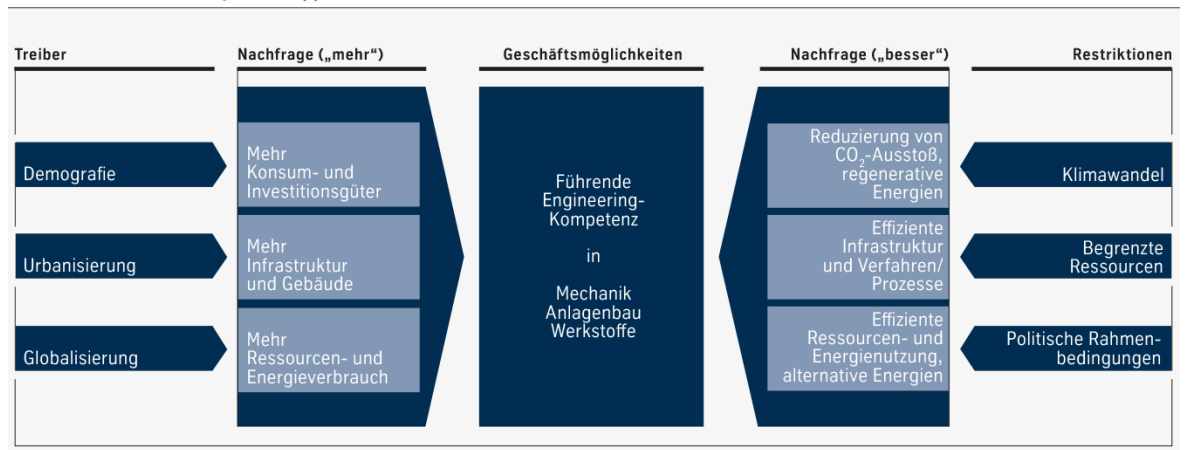 Treiber
Nachfrage („mehr“)
Geschäftsmöglichkeiten
Nachfrage („besser“)
Restriktionen
Demografie
Urbanisierung
Globalisierung
Mehr
Konsum- und
Investitionsgüter
Mehr
Infrastruktur
und Gebäude
Mehr
Ressourcen- und
Energieverbrauch
Führende
Engineering-
Kompetenz
in
Mechanik
Anlagenbau
Werkstoffe
Reduzierung von
CO₂-Ausstoß,
regenerative
Energien
Effiziente
Infrastruktur
und Verfahren/
Prozesse
Effiziente
Ressourcen- und
Energienutzung,
alternative Energien
Klimawandel
Begrenzte
Ressourcen
Politische Rahmen-
bedingungen